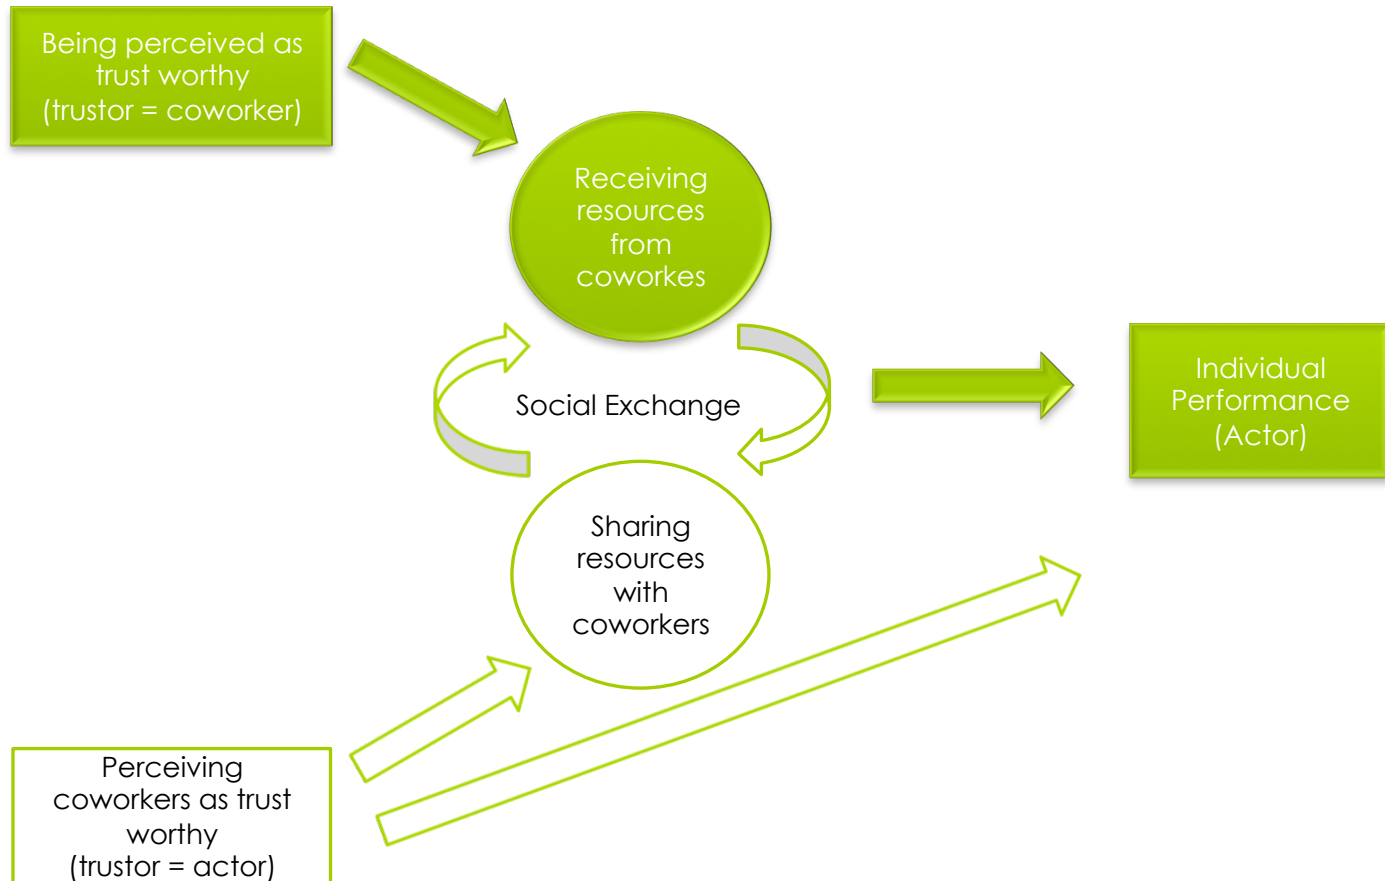 Being perceived as
trust worthy
(trustor = coworker)
Receiving
resources
from
coworkes
Social Exchange
Individual
Performance
(Actor)
Sharing
resources
with
coworkers
Perceiving
coworkers as trust
worthy
(trustor = actor)